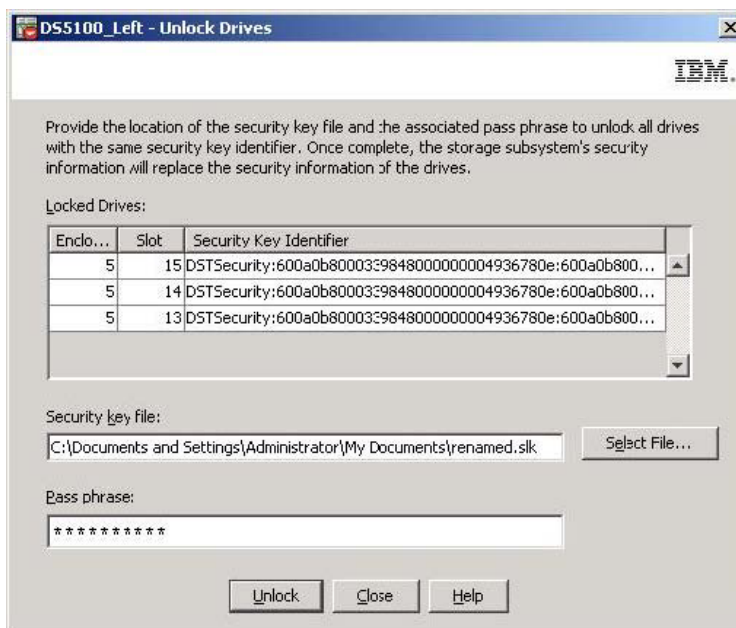 DS5100_Left - Unlock Drives
IBM.
Provide the location of the security key file and the associated pass phrase to unlock all drives
with the same security key identifier. Once complete, the storage subsystem's security
information will replace the security information of the drives.
Locked Drives:
Enclo... Slot Security Key Identifier
5 15 DSTSecurity:600a0b8000339848000000004936780e:600a0b800...
5 14 DSTSecurity:600a0b8000339848000000004936780e:600a0b800...
5 13 DSTSecurity:600a0b8000339848000000004936780e:600a0b800...
Security key file:
C:\Documents and Settings\Administrator\My Documents\renamed.slk
Select File...
Pass phrase:
**********
Unlock Close Help